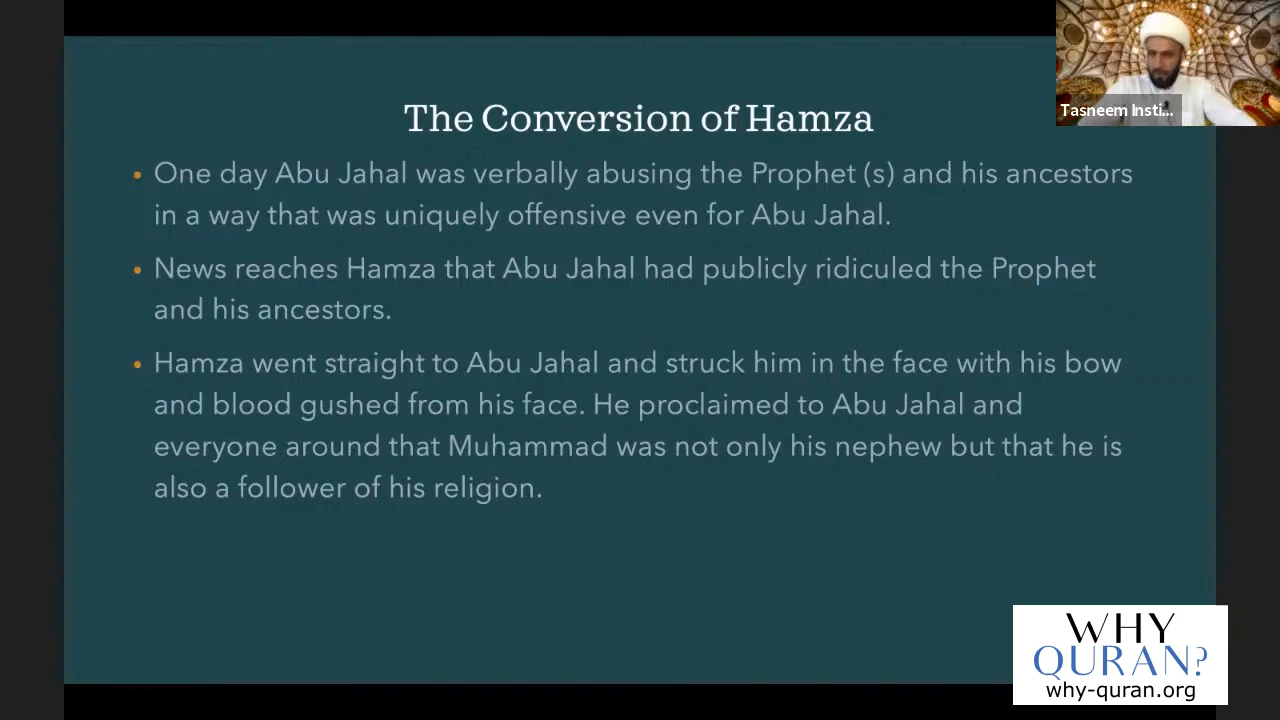 The Conversion of Hamza
• One day Abu Jahal was verbally abusing the Prophet (s) and his ancestors
in a way that was uniquely offensive even for Abu Jahal.
• News reaches Hamza that Abu Jahal had publicly ridiculed the Prophet
and his ancestors.
• Hamza went straight to Abu Jahal and struck him in the face with his bow
and blood gushed from his face. He proclaimed to Abu Jahal and
everyone around that Muhammad was not only his nephew but that he is
also a follower of his religion.
Tasneem Insti...
WHY
QURAN?
why-quran.org